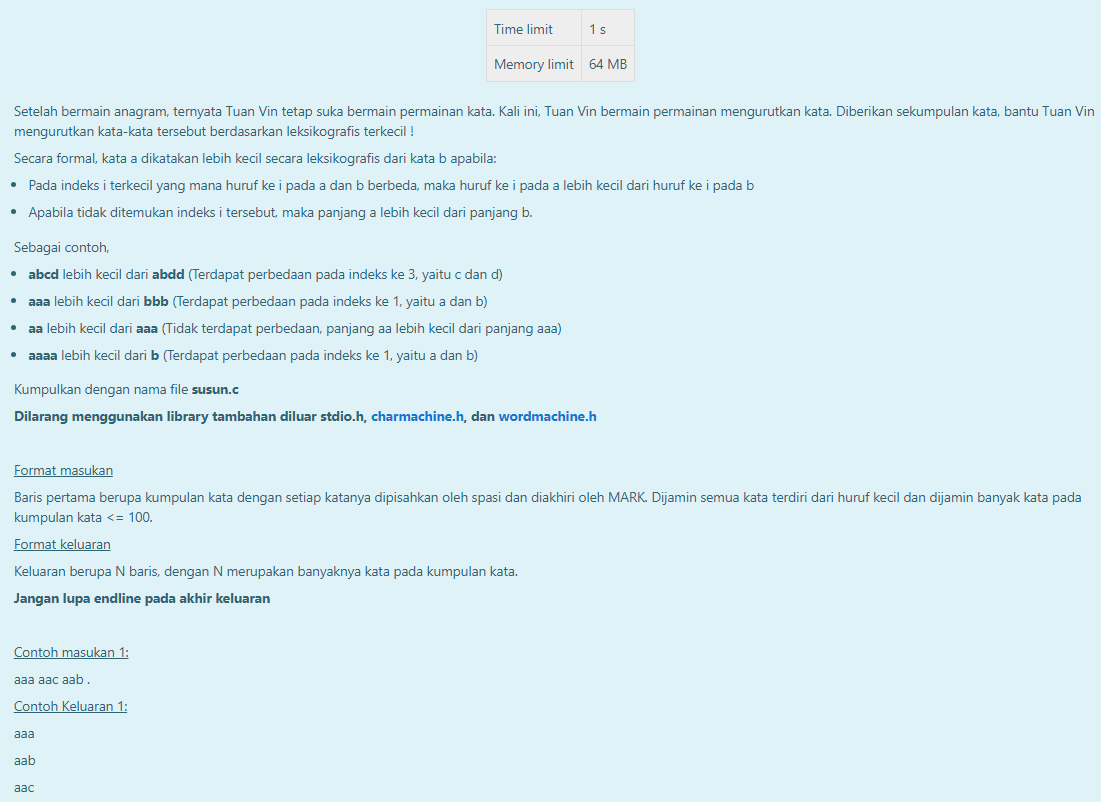 Time limit 1 s
Memory limit 64 MB
Setelah bermain anagram, ternyata Tuan Vin tetap suka bermain permainan kata. Kali ini, Tuan Vin bermain permainan mengurutkan kata. Diberikan sekumpulan kata, bantu Tuan Vin
mengurutkan kata-kata tersebut berdasarkan leksikografis terkecil !
Secara formal, kata a dikatakan lebih kecil secara leksikografis dari kata b apabila:
• Pada indeks i terkecil yang mana huruf ke i pada a dan b berbeda, maka huruf ke i pada a lebih kecil dari huruf ke i pada b
• Apabila tidak ditemukan indeks i tersebut, maka panjang a lebih kecil dari panjang b.
Sebagai contoh,
• abcd lebih kecil dari abdd (Terdapat perbedaan pada indeks ke 3, yaitu c dan d)
• aaa lebih kecil dari bbb (Terdapat perbedaan pada indeks ke 1, yaitu a dan b)
• aa lebih kecil dari aaa (Tidak terdapat perbedaan, panjang aa lebih kecil dari panjang aaa)
• aaaa lebih kecil dari b (Terdapat perbedaan pada indeks ke 1, yaitu a dan b)
Kumpulkan dengan nama file susun.c
Dilarang menggunakan library tambahan diluar stdio.h, charmachine.h, dan wordmachine.h
Format masukan
Baris pertama berupa kumpulan kata dengan setiap katanya dipisahkan oleh spasi dan diakhiri oleh MARK. Dijamin semua kata terdiri dari huruf kecil dan dijamin banyak kata pada
kumpulan kata <= 100.
Format keluaran
Keluaran berupa N baris, dengan N merupakan banyaknya kata pada kumpulan kata.
Jangan lupa endline pada akhir keluaran
Contoh masukan 1:
aaa aac aab .
Contoh Keluaran 1:
aaa
aab
aac